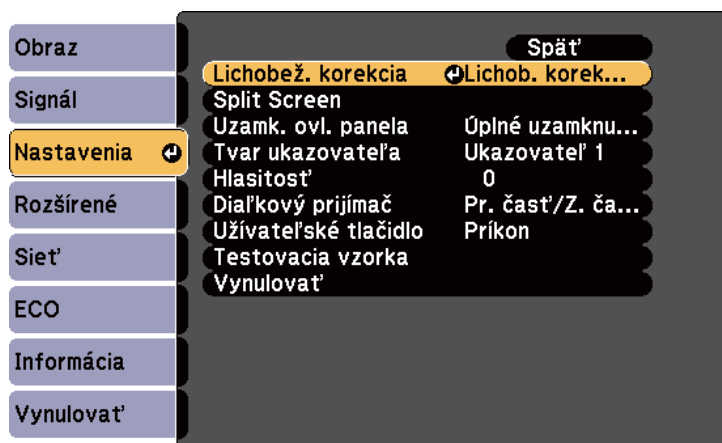 Obraz
Signál
Nastavenia
Rozšírené
Sieť
ECO
Informácia
Vynulovať
Späť
Lichobež. korekcia Lichob. korek...
Split Screen
Uzamk. ovl. panela Úplné uzamknu...
Tvar ukazovateľa Ukazovateľ 1
Hlasitosť 0
Diaľkový prijímač Pr. časť/Z. ča...
Užívateľské tlačidlo Príkon
Testovacia vzorka
Vynulovať